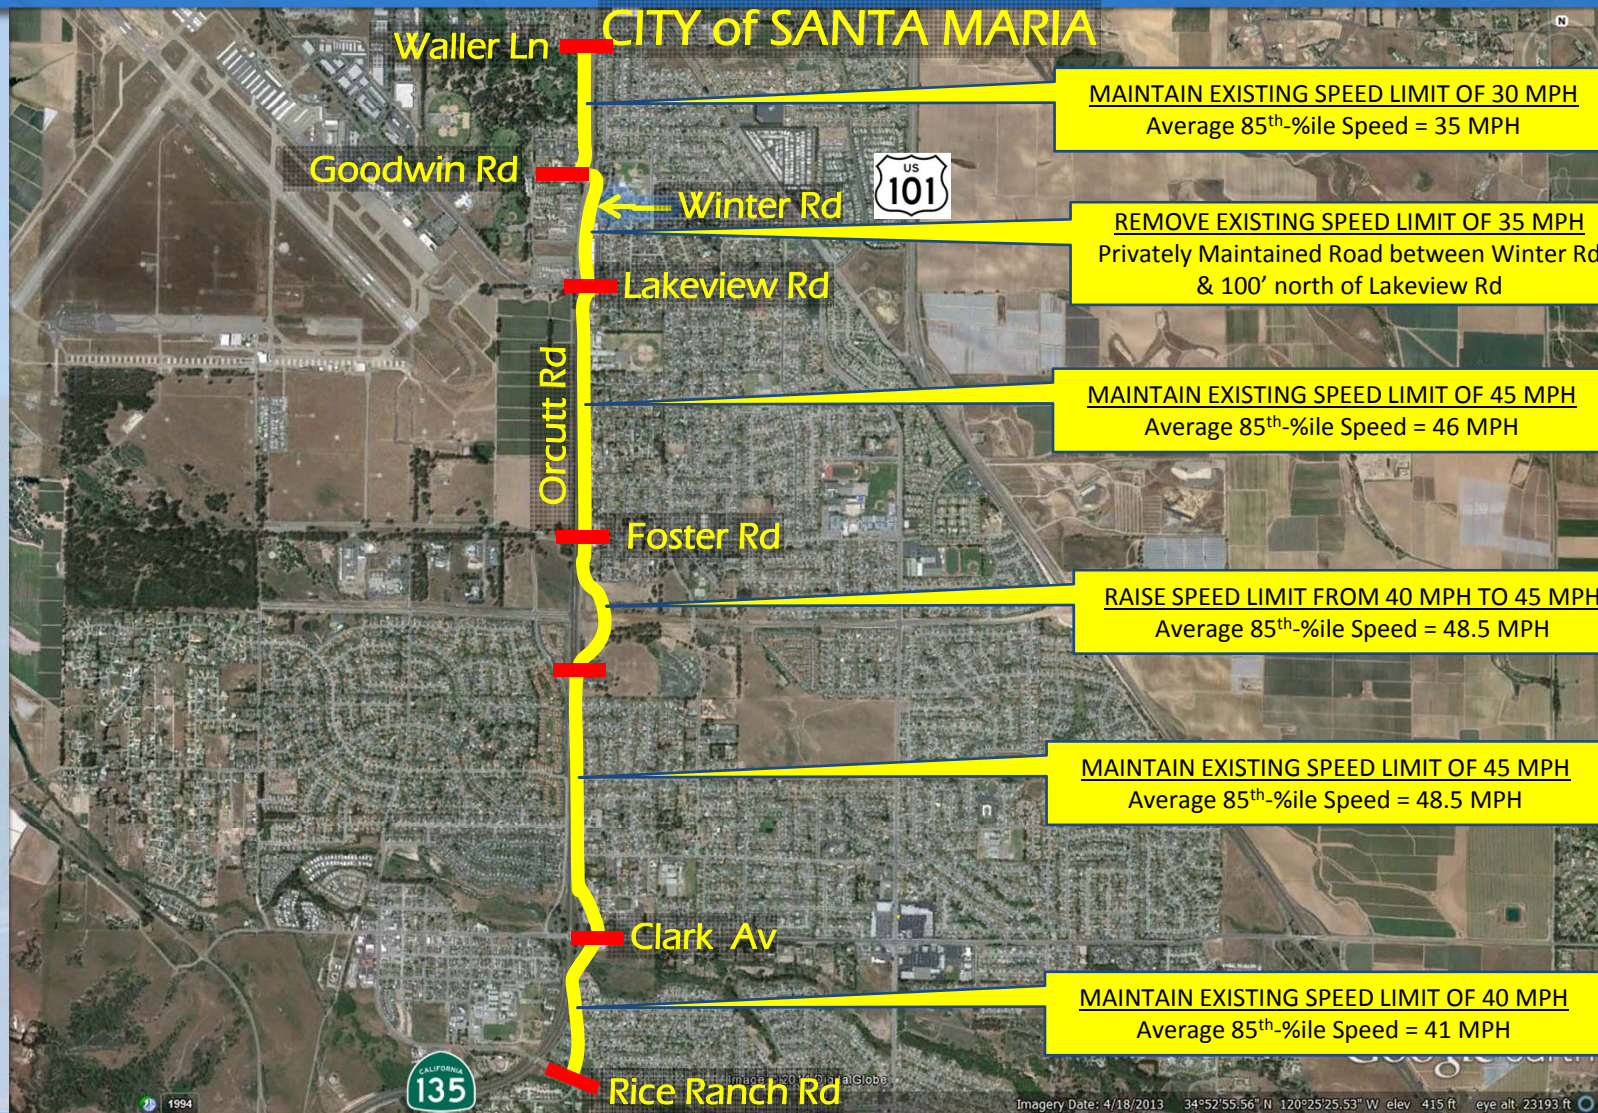 CITY of SANTA MARIA
Waller Ln
MAINTAIN EXISTING SPEED LIMIT OF 30 MPH
Average 85th-%ile Speed = 35 MPH
N
Goodwin Rd
US
101
Winter Rd
REMOVE EXISTING SPEED LIMIT OF 35 MPH
Privately Maintained Road between Winter Rd
& 100' north of Lakeview Rd
Lakeview Rd
Orcutt Rd
MAINTAIN EXISTING SPEED LIMIT OF 45 MPH
Average 85th-%ile Speed = 46 MPH
Foster Rd
RAISE SPEED LIMIT FROM 40 MPH TO 45 MPH
Average 85th-%ile Speed = 48.5 MPH
MAINTAIN EXISTING SPEED LIMIT OF 45 MPH
Average 85th-%ile Speed = 48.5 MPH
Clark Av
MAINTAIN EXISTING SPEED LIMIT OF 40 MPH
Average 85th-%ile Speed = 41 MPH
Google earth
CALIFORNIA
135
Rice Ranch Rd
Globe
1994
Imagery Date: 4/18/2013 34°52'55.56" N 120°25'25.53" W elev 415 ft eye alt 23193 ft